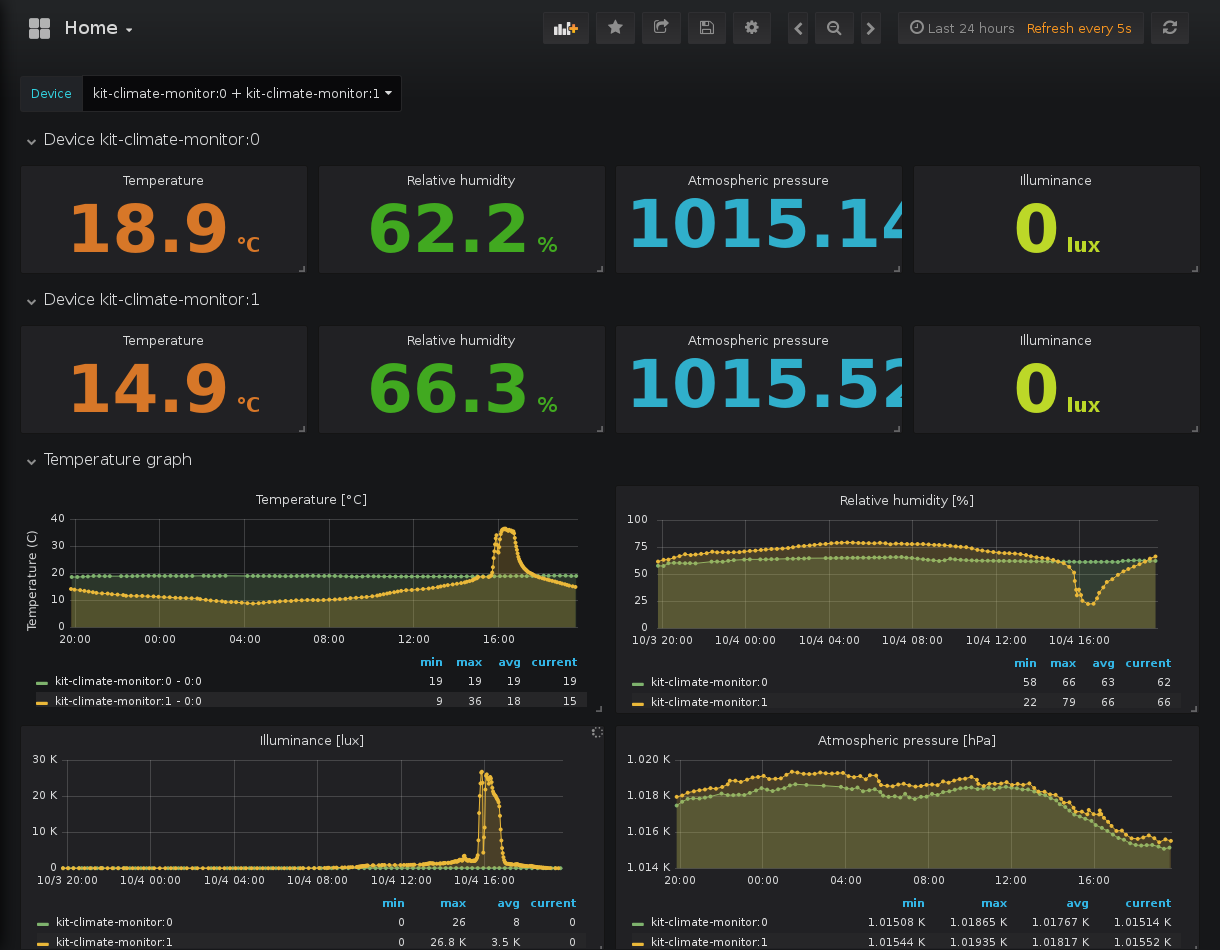 Home
Last 24 hours Refresh every 5s
Device kit-climate-monitor:0 + kit-climate-monitor:1
Device kit-climate-monitor:0
Temperature Relative humidity Atmospheric pressure Illuminance
18.9 °C 62.2 % 1015.14 0 lux
Device kit-climate-monitor:1
Temperature Relative humidity Atmospheric pressure Illuminance
14.9 °C 66.3 % 1015.52 0 lux
Temperature graph
Temperature [°C]
Temperature (C)
40
30
20
10
0
20:00 00:00 04:00 08:00 12:00 16:00
min max avg current
kit-climate-monitor:0 - 0:0 19 19 19 19
kit-climate-monitor:1 - 0:0 9 36 18 15
Relative humidity [%]
100
75
50
25
0
10/3 20:00 10/4 00:00 10/4 04:00 10/4 08:00 10/4 12:00 10/4 16:00
min max avg current
kit-climate-monitor:0 58 66 63 62
kit-climate-monitor:1 22 79 66 66
Illuminance [lux]
30 K
20 K
10 K
0
10/3 20:00 10/4 00:00 10/4 04:00 10/4 08:00 10/4 12:00 10/4 16:00
min max avg current
kit-climate-monitor:0 0 26 8 0
kit-climate-monitor:1 0 26.8 K 3.5 K 0
Atmospheric pressure [hPa]
1.020 K
1.018 K
1.016 K
1.014 K
20:00 00:00 04:00 08:00 12:00 16:00
min max avg current
kit-climate-monitor:0 1.01508 K 1.01865 K 1.01767 K 1.01514 K
kit-climate-monitor:1 1.01544 K 1.01935 K 1.01817 K 1.01552 K